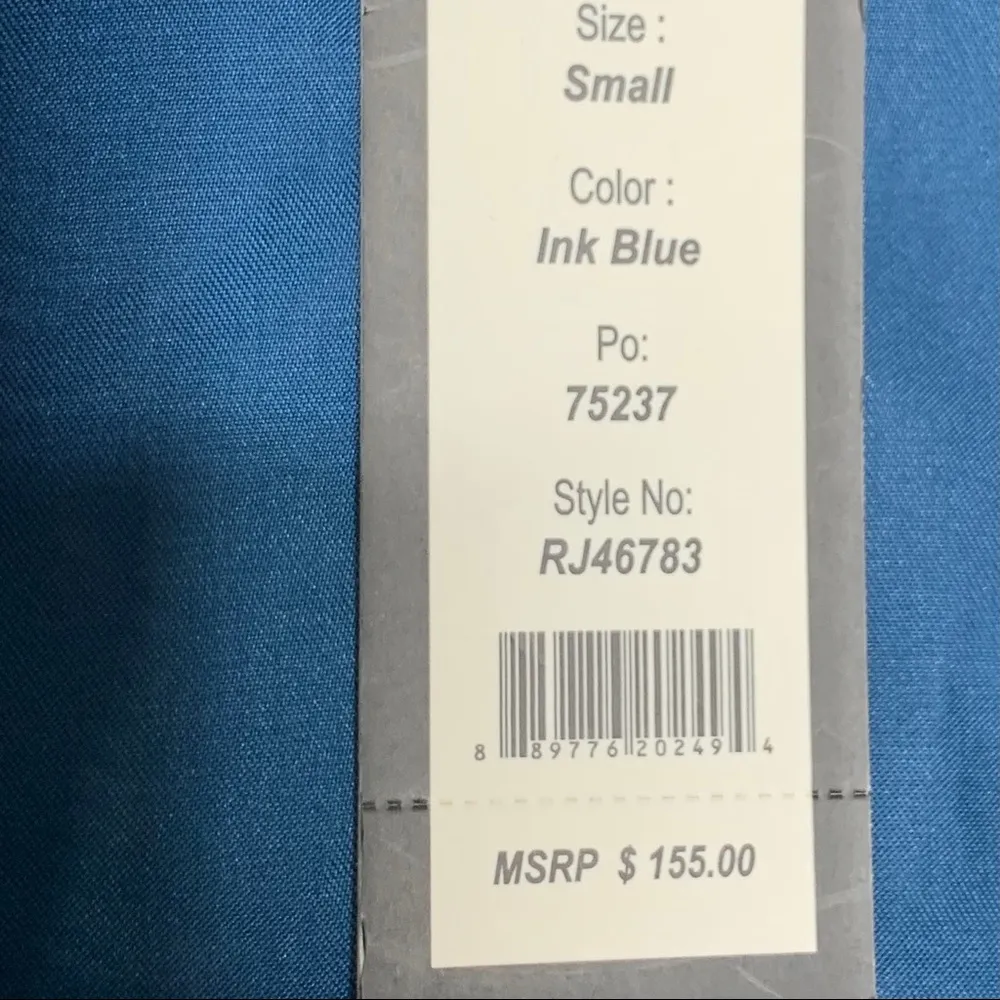 Size :
Small
Color :
Ink Blue
Po:
75237
Style No:
RJ46783
8 89776 20249 4
MSRP $ 155.00